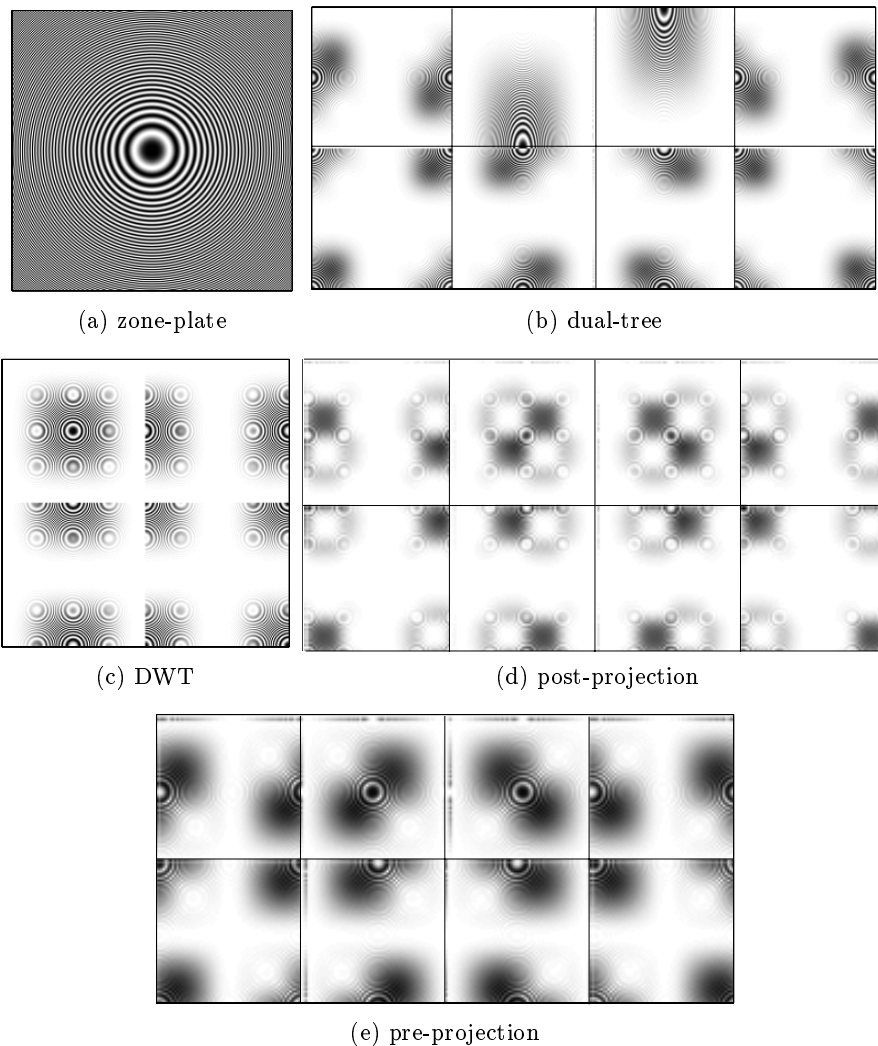 (a) zone-plate
(b) dual-tree
(c) DWT
(d) post-projection
(e) pre-projection